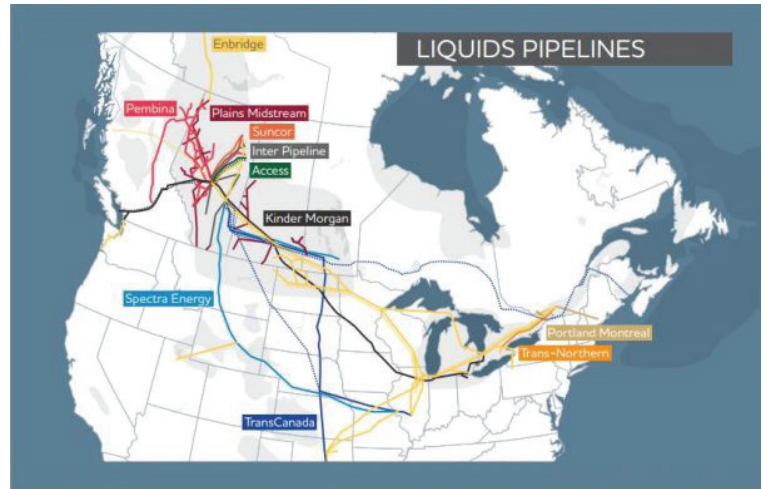 Enbridge
LIQUIDS PIPELINES
Pembina
Plains Midstream
Suncor
Inter Pipeline
Access
Kinder Morgan
Spectra Energy
Portland Montreal
Trans-Northern
TransCanada